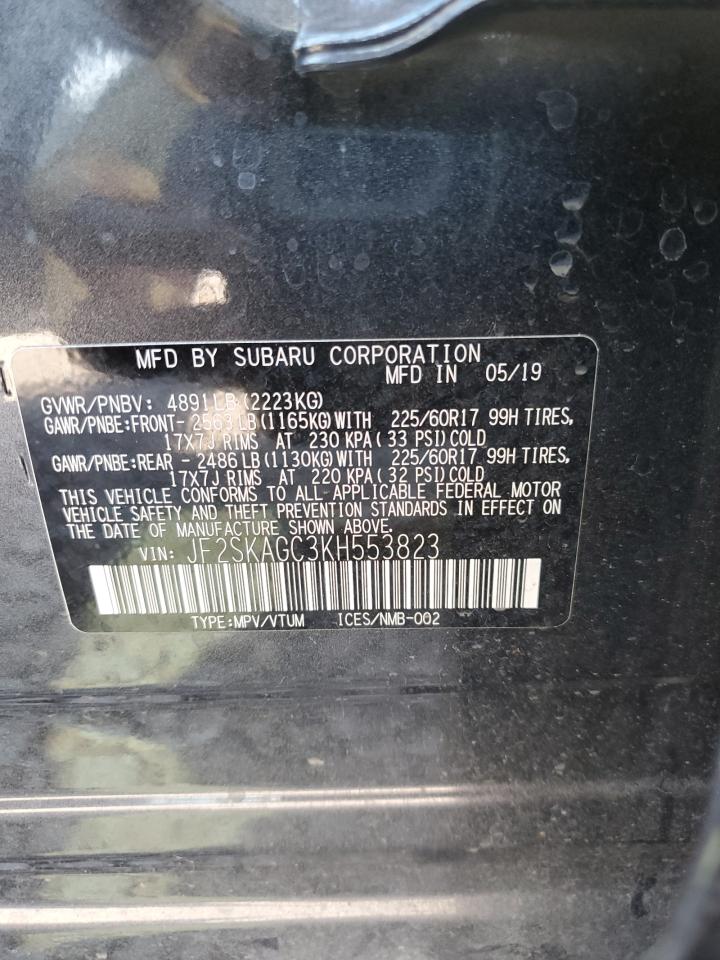 MFD BY SUBARU CORPORATION
MFD IN 05/19
GVWR/PNBV: 4891LB(2223KG)
GAWR/PNBE:FRONT- 2563LB(1165KG)WITH 225/60R17 99H TIRES,
17X7J RIMS AT 230 KPA(33 PSI)COLD
GAWR/PNBE:REAR - 2486LB(1130KG)WITH 225/60R17 99H TIRES,
17X7J RIMS AT 220 KPA(32 PSI)COLD
THIS VEHICLE CONFORMS TO ALL APPLICABLE FEDERAL MOTOR
VEHICLE SAFETY AND THEFT PREVENTION STANDARDS IN EFFECT ON
THE DATE OF MANUFACTURE SHOWN ABOVE.
VIN: JF2SKAGC3KH553823
TYPE:MPV/VTUM ICES/NMB-002